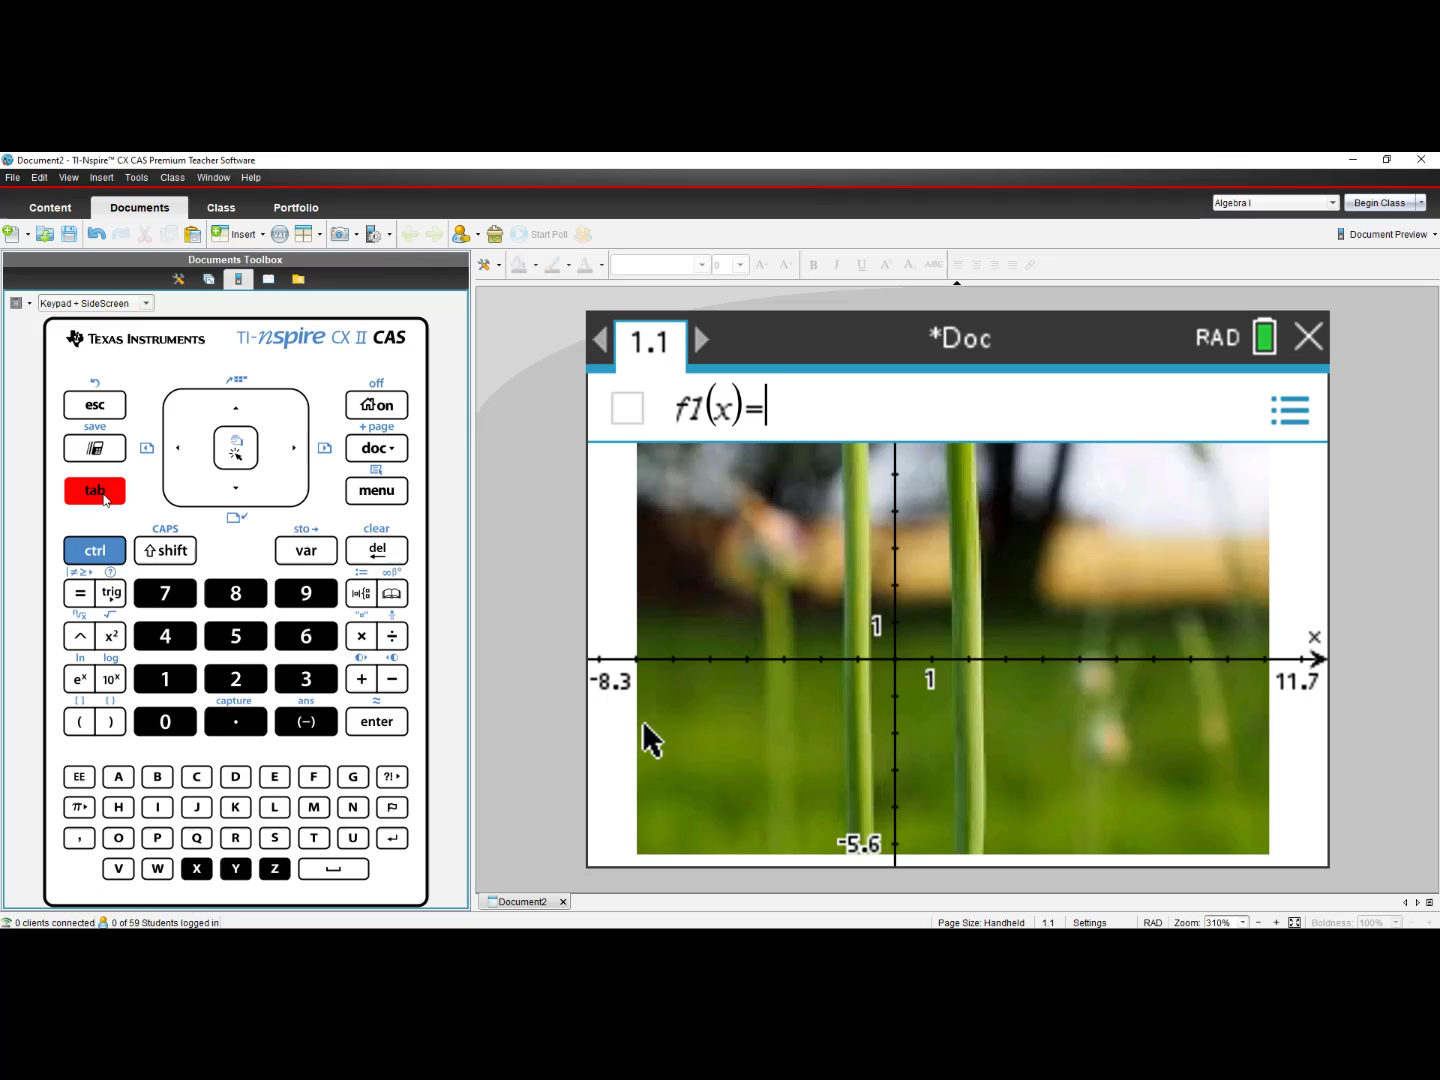 Document2 - TI-Nspire™ CX CAS Premium Teacher Software
File Edit View Insert Tools Class Window Help
Content Documents Class Portfolio
Algebra I Begin Class
Insert Start Poll Document Preview
Documents Toolbox
Keypad + SideScreen
0 B I U A A ABC
TEXAS INSTRUMENTS TI-nspire CX II CAS
off
esc on
save + page
doc
tab menu
CAPS sto→ clear
ctrl shift var del
|≠≥▸ ? := ∞β°
= trig 7 8 9
ⁿ√x √ "▫"
^ x² 4 5 6 × ÷
ln log
eˣ 10ˣ 1 2 3 + −
[ ] { } capture ans ≈
( ) 0 . (−) enter
EE A B C D E F G ?!▸
π▸ H I J K L M N
, O P Q R S T U
V W X Y Z
1.1 *Doc RAD
f1(x)=
1
x
-8.3 1 11.7
-5.6
Document2
0 clients connected 0 of 59 Students logged in Page Size: Handheld 1.1 Settings RAD Zoom: 310% − + Boldness: 100% − +